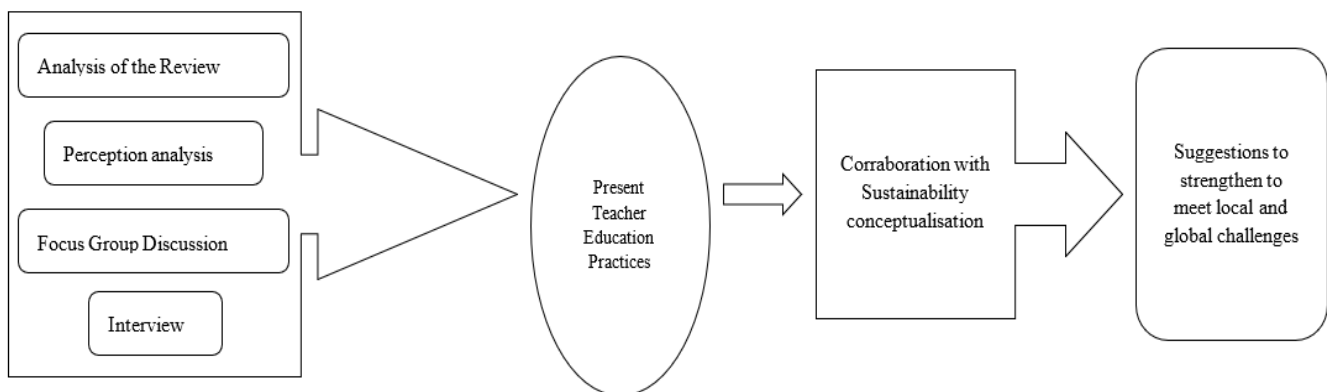 Analysis of the Review
Perception analysis
Focus Group Discussion
Interview
Present
Teacher
Education
Practices
Corraboration with
Sustainability
conceptualisation
Suggestions to
strengthen to
meet local and
global challenges